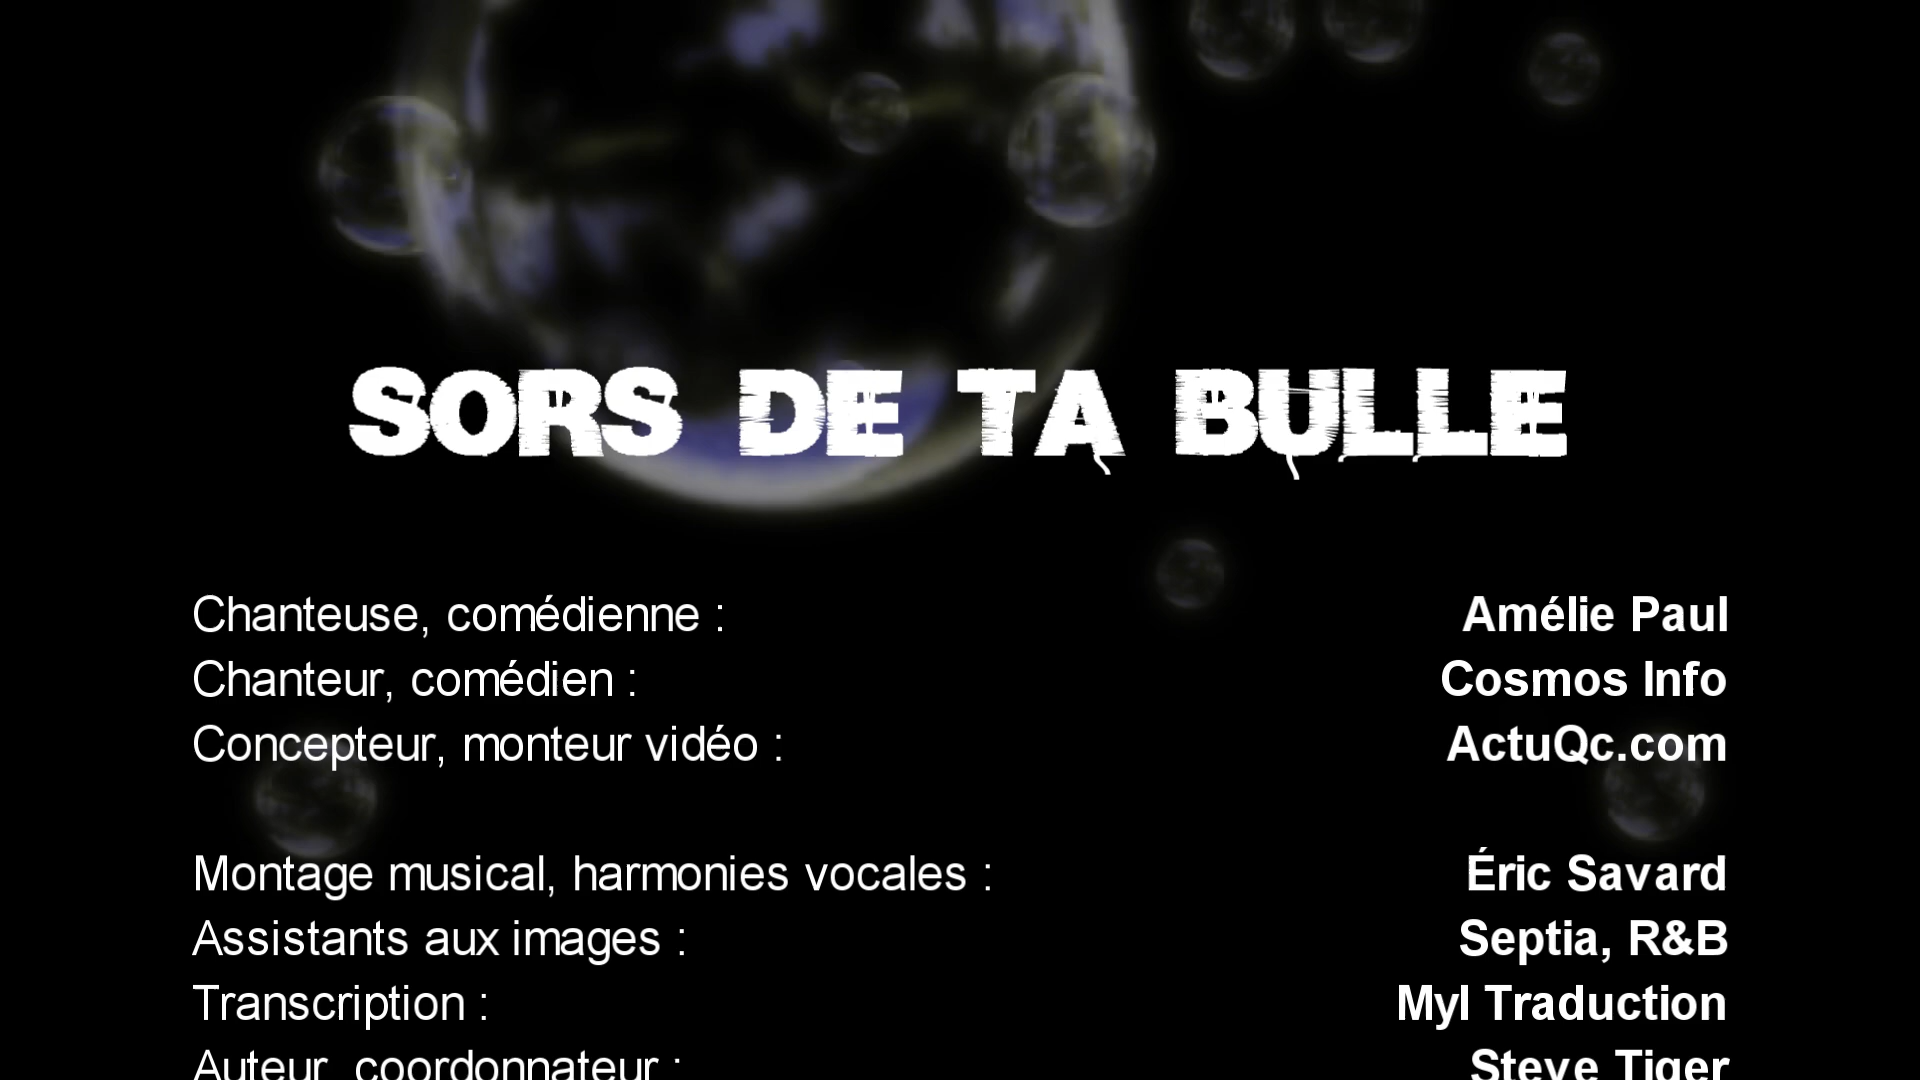 SORS DE TA BULLE
Chanteuse, comédienne : Amélie Paul
Chanteur, comédien : Cosmos Info
Concepteur, monteur vidéo : ActuQc.com
Montage musical, harmonies vocales : Éric Savard
Assistants aux images : Septia, R&B
Transcription : Myl Traduction
Auteur, coordonnateur : Steve Tiger